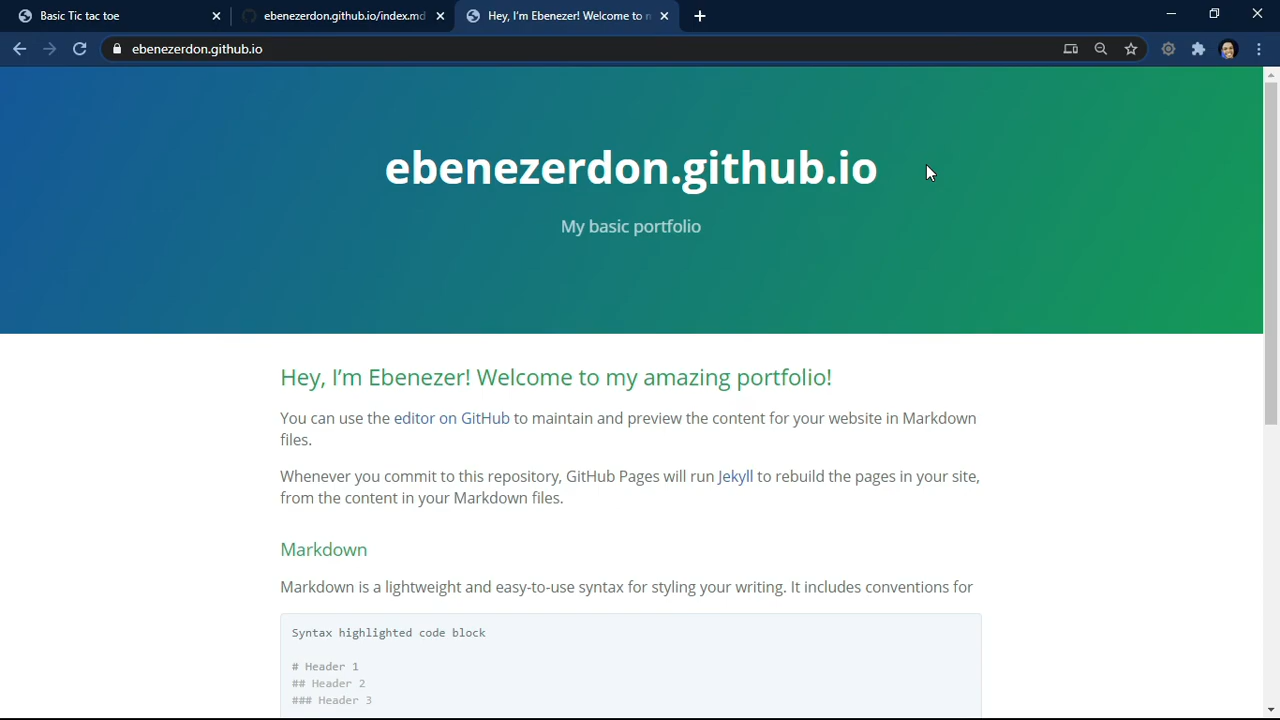 Basic Tic tac toe
ebenezerdon.github.io/index.md
Hey, I'm Ebenezer! Welcome to m
ebenezerdon.github.io
ebenezerdon.github.io
My basic portfolio
Hey, I’m Ebenezer! Welcome to my amazing portfolio!
You can use the editor on GitHub to maintain and preview the content for your website in Markdown
files.
Whenever you commit to this repository, GitHub Pages will run Jekyll to rebuild the pages in your site,
from the content in your Markdown files.
Markdown
Markdown is a lightweight and easy-to-use syntax for styling your writing. It includes conventions for
Syntax highlighted code block
# Header 1
## Header 2
### Header 3